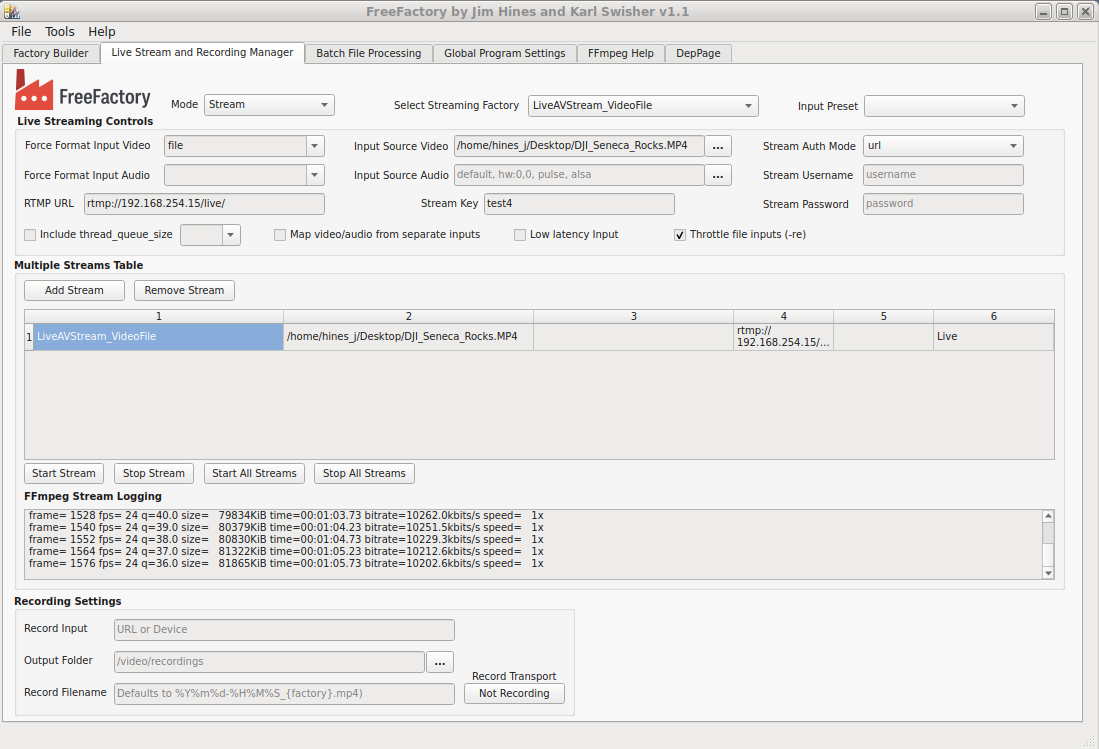 FreeFactory by Jim Hines and Karl Swisher v1.1
File Tools Help
Factory Builder Live Stream and Recording Manager Batch File Processing Global Program Settings FFmpeg Help DepPage
FreeFactory Mode Stream Select Streaming Factory LiveAVStream_VideoFile Input Preset
Live Streaming Controls
Force Format Input Video file Input Source Video /home/hines_j/Desktop/DJI_Seneca_Rocks.MP4 ... Stream Auth Mode url
Force Format Input Audio Input Source Audio default, hw:0,0, pulse, alsa ... Stream Username username
RTMP URL rtmp://192.168.254.15/live/ Stream Key test4 Stream Password password
Include thread_queue_size Map video/audio from separate inputs Low latency Input Throttle file inputs (-re)
Multiple Streams Table
Add Stream Remove Stream
1 2 3 4 5 6
1 LiveAVStream_VideoFile /home/hines_j/Desktop/DJI_Seneca_Rocks.MP4 rtmp:// Live
192.168.254.15/...
Start Stream Stop Stream Start All Streams Stop All Streams
FFmpeg Stream Logging
frame= 1528 fps= 24 q=40.0 size=   79834KiB time=00:01:03.73 bitrate=10262.0kbits/s speed=   1x
frame= 1540 fps= 24 q=39.0 size=   80379KiB time=00:01:04.23 bitrate=10251.5kbits/s speed=   1x
frame= 1552 fps= 24 q=38.0 size=   80830KiB time=00:01:04.73 bitrate=10229.3kbits/s speed=   1x
frame= 1564 fps= 24 q=37.0 size=   81322KiB time=00:01:05.23 bitrate=10212.6kbits/s speed=   1x
frame= 1576 fps= 24 q=36.0 size=   81865KiB time=00:01:05.73 bitrate=10202.6kbits/s speed=   1x
Recording Settings
Record Input URL or Device
Output Folder /video/recordings ...
Record Transport
Record Filename Defaults to %Y%m%d-%H%M%S_{factory}.mp4) Not Recording